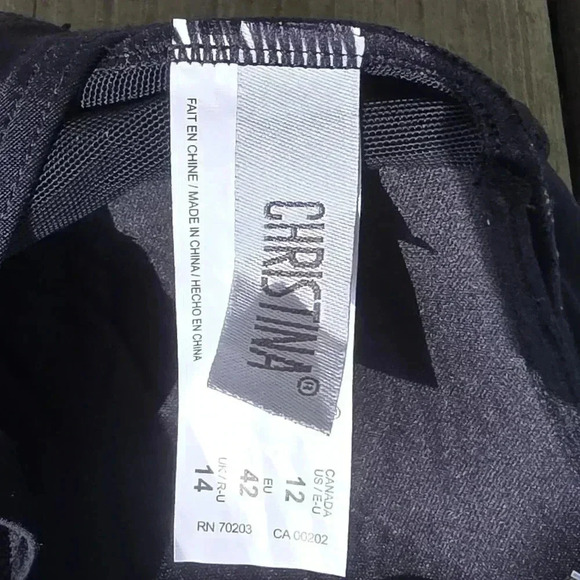 CHRISTINA®
FAIT EN CHINE / MADE IN CHINA / HECHO EN CHINA
CANADA
US / E-U
12
EU
42
UK / R-U
14
RN 70203
CA 00202